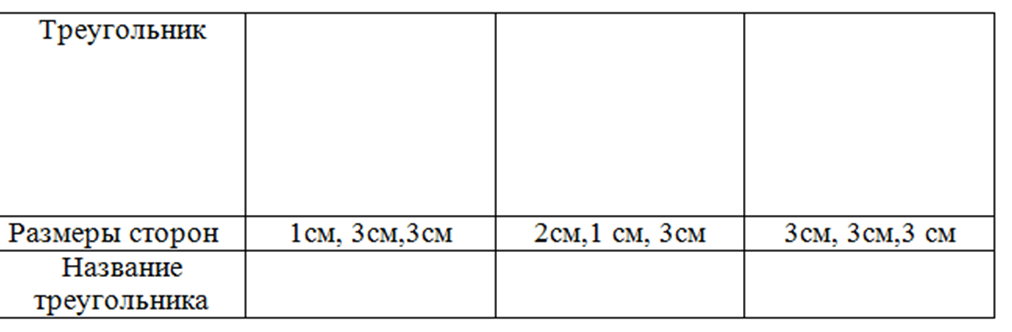 Треугольник
Размеры сторон 1см, 3см,3см 2см,1 см, 3см 3см, 3см,3 см
Название
треугольника